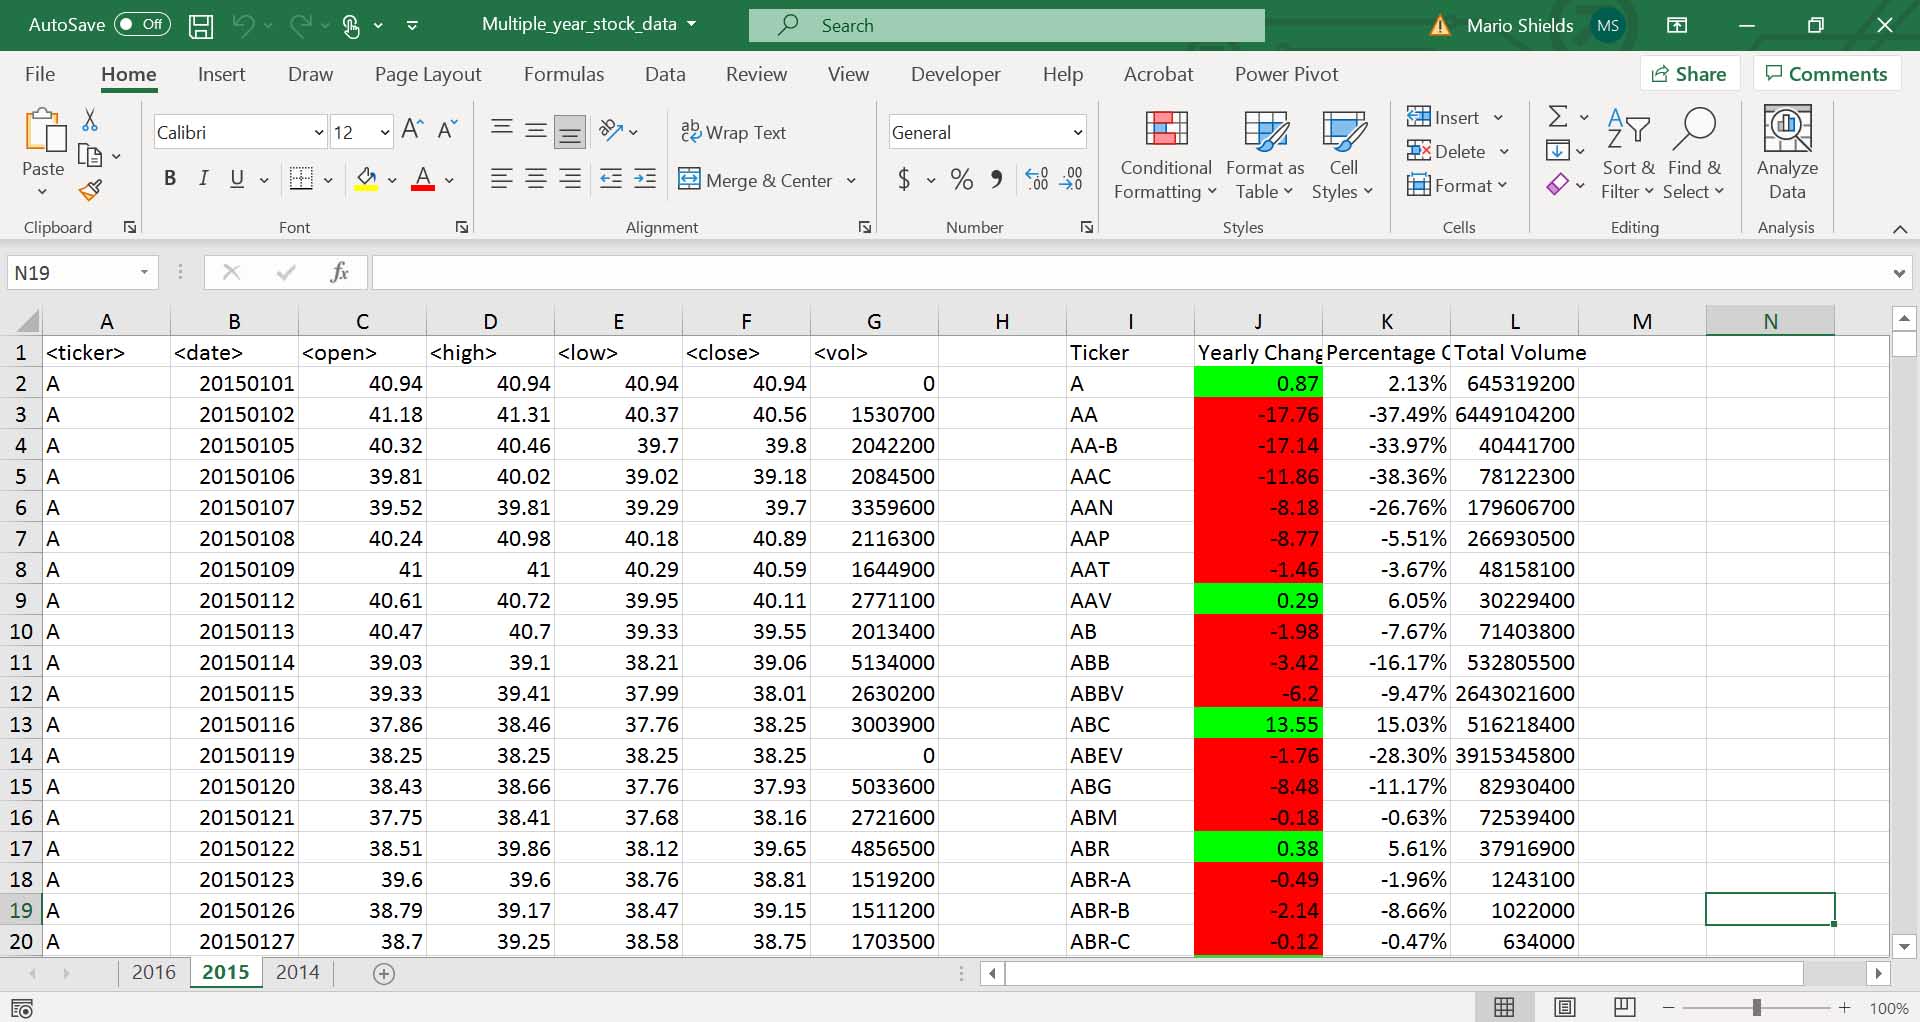 AutoSave Off Multiple_year_stock_data Search Mario Shields MS
File Home Insert Draw Page Layout Formulas Data Review View Developer Help Acrobat Power Pivot Share Comments
Calibri 12 Wrap Text General Insert
Paste Conditional Format as Cell Delete Sort & Find & Analyze
B I U Merge & Center $ % Formatting Table Styles Format Filter Select Data
Clipboard Font Alignment Number Styles Cells Editing Analysis
N19 fx
A B C D E F G H I J K L M N
1 <ticker> <date> <open> <high> <low> <close> <vol> Ticker Yearly Chang Percentage C Total Volume
2 A 20150101 40.94 40.94 40.94 40.94 0 A 0.87 2.13% 645319200
3 A 20150102 41.18 41.31 40.37 40.56 1530700 AA -17.76 -37.49% 6449104200
4 A 20150105 40.32 40.46 39.7 39.8 2042200 AA-B -17.14 -33.97% 40441700
5 A 20150106 39.81 40.02 39.02 39.18 2084500 AAC -11.86 -38.36% 78122300
6 A 20150107 39.52 39.81 39.29 39.7 3359600 AAN -8.18 -26.76% 179606700
7 A 20150108 40.24 40.98 40.18 40.89 2116300 AAP -8.77 -5.51% 266930500
8 A 20150109 41 41 40.29 40.59 1644900 AAT -1.46 -3.67% 48158100
9 A 20150112 40.61 40.72 39.95 40.11 2771100 AAV 0.29 6.05% 30229400
10 A 20150113 40.47 40.7 39.33 39.55 2013400 AB -1.98 -7.67% 71403800
11 A 20150114 39.03 39.1 38.21 39.06 5134000 ABB -3.42 -16.17% 532805500
12 A 20150115 39.33 39.41 37.99 38.01 2630200 ABBV -6.2 -9.47% 2643021600
13 A 20150116 37.86 38.46 37.76 38.25 3003900 ABC 13.55 15.03% 516218400
14 A 20150119 38.25 38.25 38.25 38.25 0 ABEV -1.76 -28.30% 3915345800
15 A 20150120 38.43 38.66 37.76 37.93 5033600 ABG -8.48 -11.17% 82930400
16 A 20150121 37.75 38.41 37.68 38.16 2721600 ABM -0.18 -0.63% 72539400
17 A 20150122 38.51 39.86 38.12 39.65 4856500 ABR 0.38 5.61% 37916900
18 A 20150123 39.6 39.6 38.76 38.81 1519200 ABR-A -0.49 -1.96% 1243100
19 A 20150126 38.79 39.17 38.47 39.15 1511200 ABR-B -2.14 -8.66% 1022000
20 A 20150127 38.7 39.25 38.58 38.75 1703500 ABR-C -0.12 -0.47% 634000
2016 2015 2014
100%